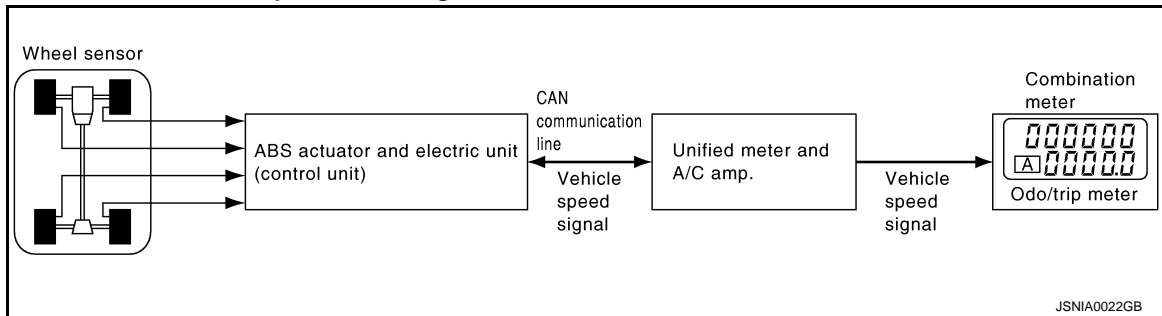 Wheel sensor
ABS actuator and electric unit
(control unit)
CAN
communication
line
Vehicle
speed
signal
Unified meter and
A/C amp.
Vehicle
speed
signal
Combination
meter
000000
A 0000.0
Odo/trip meter
JSNIA0022GB